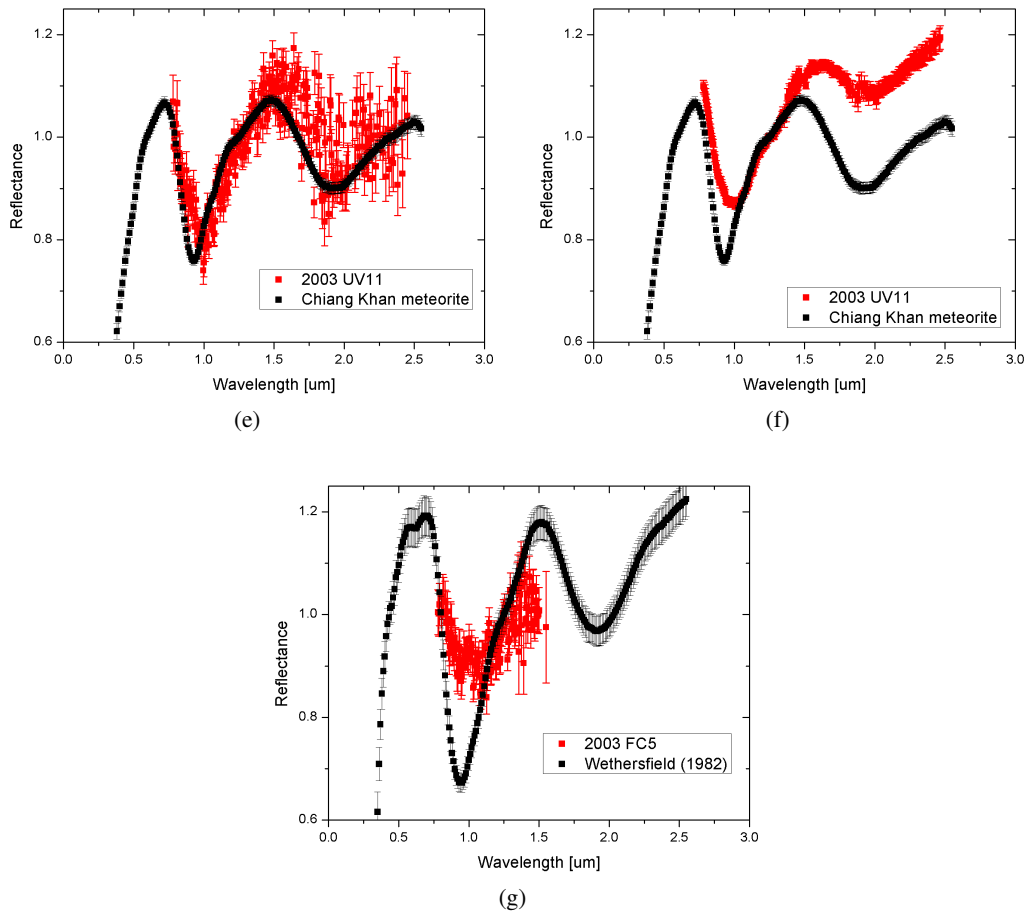 1.2
1.0
0.8
0.6
Reflectance
0.0 0.5 1.0 1.5 2.0 2.5 3.0
Wavelength [um]
2003 UV11
Chiang Khan meteorite
(e)
1.2
1.0
0.8
0.6
Reflectance
0.0 0.5 1.0 1.5 2.0 2.5 3.0
Wavelength [um]
2003 UV11
Chiang Khan meteorite
(f)
1.2
1.0
0.8
0.6
Reflectance
0.0 0.5 1.0 1.5 2.0 2.5 3.0
Wavelength [um]
2003 FC5
Wethersfield (1982)
(g)